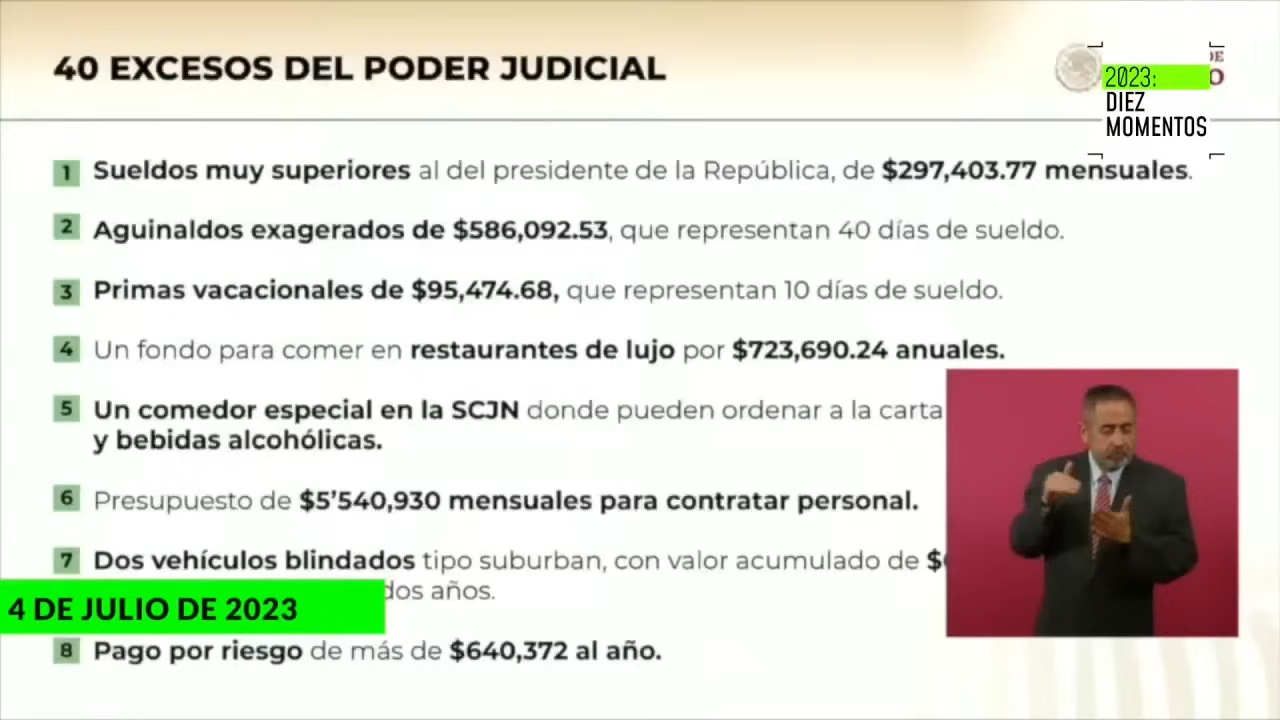 40 EXCESOS DEL PODER JUDICIAL
2023:
DIEZ
MOMENTOS
1 Sueldos muy superiores al del presidente de la República, de $297,403.77 mensuales.
2 Aguinaldos exagerados de $586,092.53, que representan 40 días de sueldo.
3 Primas vacacionales de $95,474.68, que representan 10 días de sueldo.
4 Un fondo para comer en restaurantes de lujo por $723,690.24 anuales.
5 Un comedor especial en la SCJN donde pueden ordenar a la carta
y bebidas alcohólicas.
6 Presupuesto de $5'540,930 mensuales para contratar personal.
7 Dos vehículos blindados tipo suburban, con valor acumulado de
dos años.
4 DE JULIO DE 2023
8 Pago por riesgo de más de $640,372 al año.